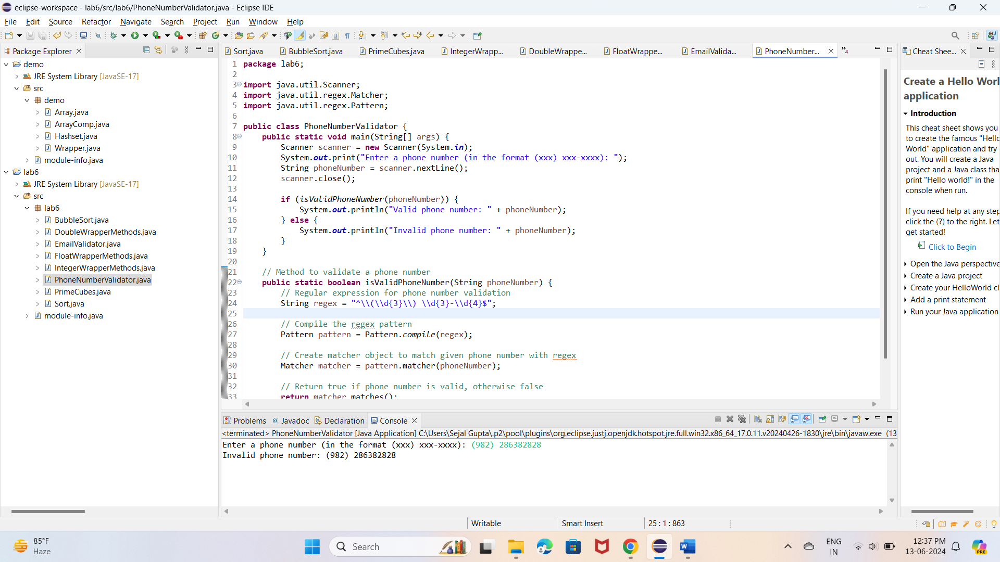 eclipse-workspace - lab6/src/lab6/PhoneNumberValidator.java - Eclipse IDE
File Edit Source Refactor Navigate Search Project Run Window Help
Package Explorer
demo
JRE System Library [JavaSE-17]
src
demo
Array.java
ArrayComp.java
Hashset.java
Wrapper.java
module-info.java
lab6
JRE System Library [JavaSE-17]
src
lab6
BubbleSort.java
DoubleWrapperMethods.java
EmailValidator.java
FloatWrapperMethods.java
IntegerWrapperMethods.java
PhoneNumberValidator.java
PrimeCubes.java
Sort.java
module-info.java
Sort.java BubbleSort.java PrimeCubes.java IntegerWrapp... DoubleWrappe... FloatWrappe... EmailValida... PhoneNumber... »4
1 package lab6;
2
3 import java.util.Scanner;
4 import java.util.regex.Matcher;
5 import java.util.regex.Pattern;
6
7 public class PhoneNumberValidator {
8 public static void main(String[] args) {
9 Scanner scanner = new Scanner(System.in);
10 System.out.print("Enter a phone number (in the format (xxx) xxx-xxxx): ");
11 String phoneNumber = scanner.nextLine();
12 scanner.close();
13
14 if (isValidPhoneNumber(phoneNumber)) {
15 System.out.println("Valid phone number: " + phoneNumber);
16 } else {
17 System.out.println("Invalid phone number: " + phoneNumber);
18 }
19 }
20
21 // Method to validate a phone number
22 public static boolean isValidPhoneNumber(String phoneNumber) {
23 // Regular expression for phone number validation
24 String regex = "^\\(\\d{3}\\) \\d{3}-\\d{4}$";
25
26 // Compile the regex pattern
27 Pattern pattern = Pattern.compile(regex);
28
29 // Create matcher object to match given phone number with regex
30 Matcher matcher = pattern.matcher(phoneNumber);
31
32 // Return true if phone number is valid, otherwise false
33 return matcher.matches();
Problems Javadoc Declaration Console
<terminated> PhoneNumberValidator [Java Application] C:\Users\Sejal Gupta\.p2\pool\plugins\org.eclipse.justj.openjdk.hotspot.jre.full.win32.x86_64_17.0.11.v20240426-1830\jre\bin\javaw.exe (13
Enter a phone number (in the format (xxx) xxx-xxxx): (982) 286382828
Invalid phone number: (982) 286382828
Cheat Shee...
Create a Hello Worl
application
Introduction
This cheat sheet shows you
to create the famous "Hello
World" application and try
out. You will create a Java
project and a Java class tha
print "Hello world!" in the
console when run.
If you need help at any step
click the (?) to the right. Let
get started!
Click to Begin
Open the Java perspective
Create a Java project
Create your HelloWorld cl
Add a print statement
Run your Java application
Writable Smart Insert 25 : 1 : 863
85°F
Haze
Search
ENG
IN
12:37 PM
13-06-2024
PRE